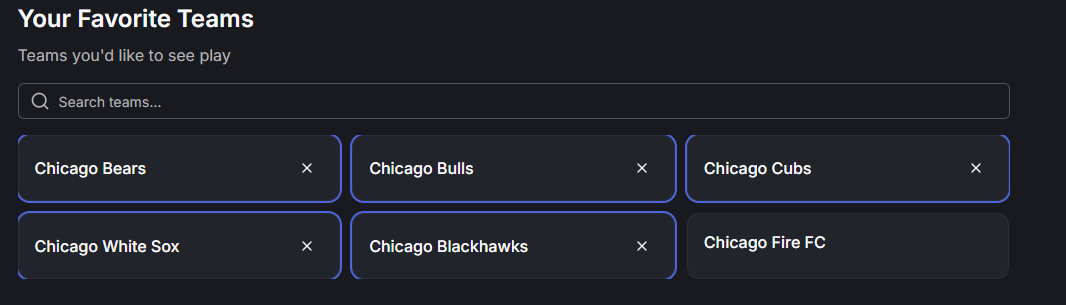 Your Favorite Teams
Teams you'd like to see play
Search teams...
Chicago Bears
Chicago Bulls
Chicago Cubs
Chicago White Sox
Chicago Blackhawks
Chicago Fire FC